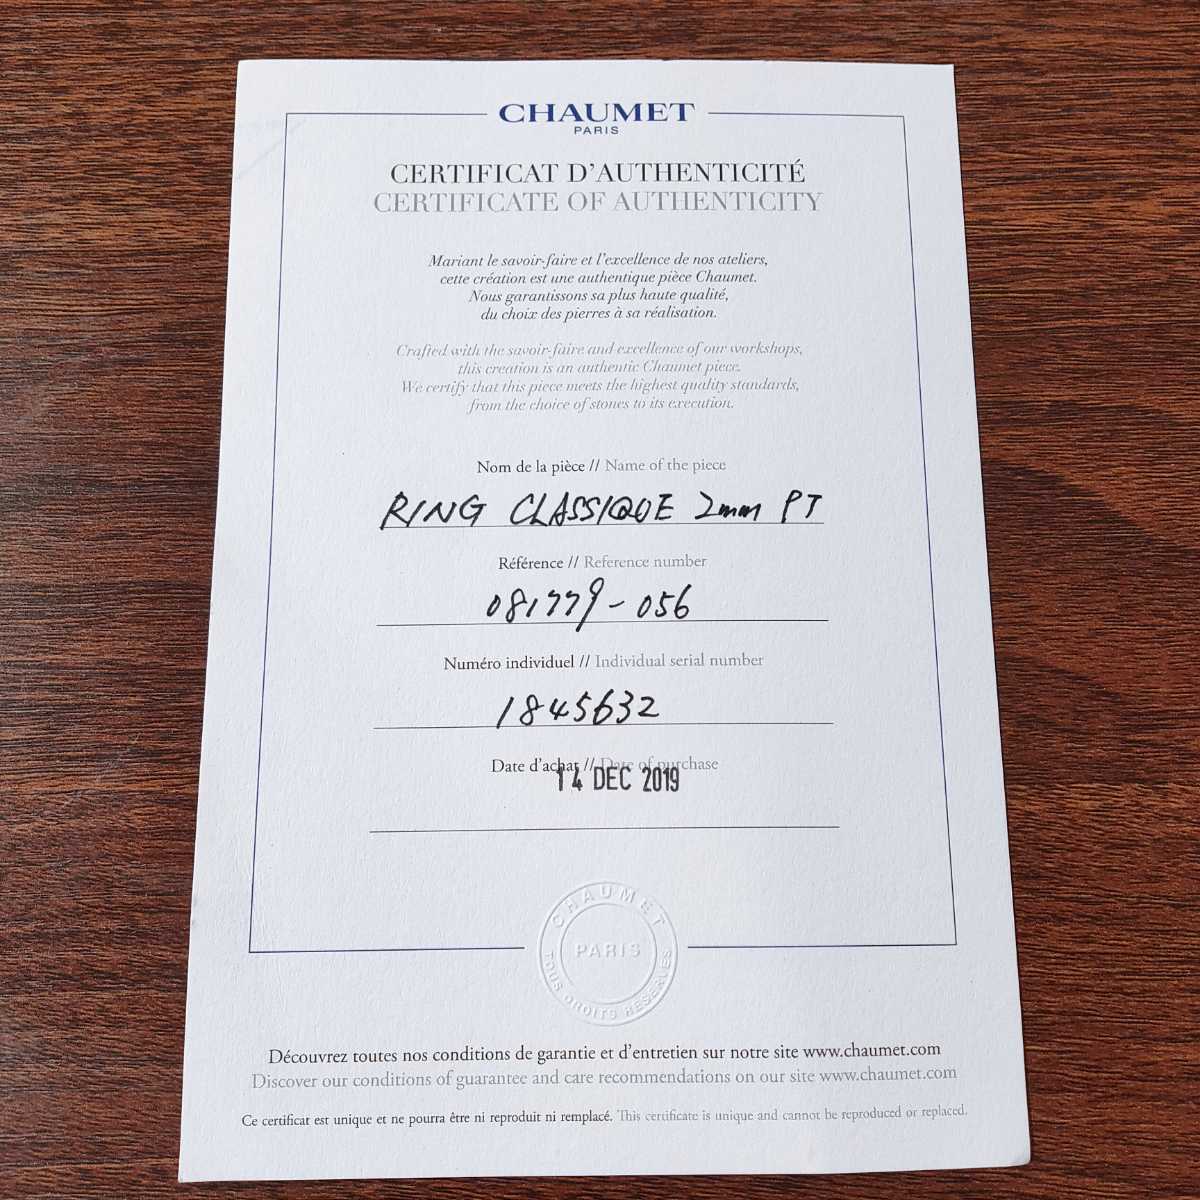 CHAUMET
PARIS
CERTIFICAT D'AUTHENTICITÉ
CERTIFICATE OF AUTHENTICITY
Mariant le savoir-faire et l'excellence de nos ateliers,
cette création est une authentique pièce Chaumet.
Nous garantissons sa plus haute qualité,
du choix des pierres à sa réalisation.
Crafted with the savoir-faire and excellence of our workshops,
this creation is an authentic Chaumet piece.
We certify that this piece meets the highest quality standards,
from the choice of stones to its execution.
Nom de la pièce // Name of the piece
RING CLASSIQUE 2mm PT
Référence // Reference number
081779-056
Numéro individuel // Individual serial number
1845632
Date d'achat // Date of purchase
14 DEC 2019
CHAUMET
PARIS
TOUS DROITS RESERVES
Découvrez toutes nos conditions de garantie et d'entretien sur notre site www.chaumet.com
Discover our conditions of guarantee and care recommendations on our site www.chaumet.com
Ce certificat est unique et ne pourra être ni reproduit ni remplacé. This certificate is unique and cannot be reproduced or replaced.